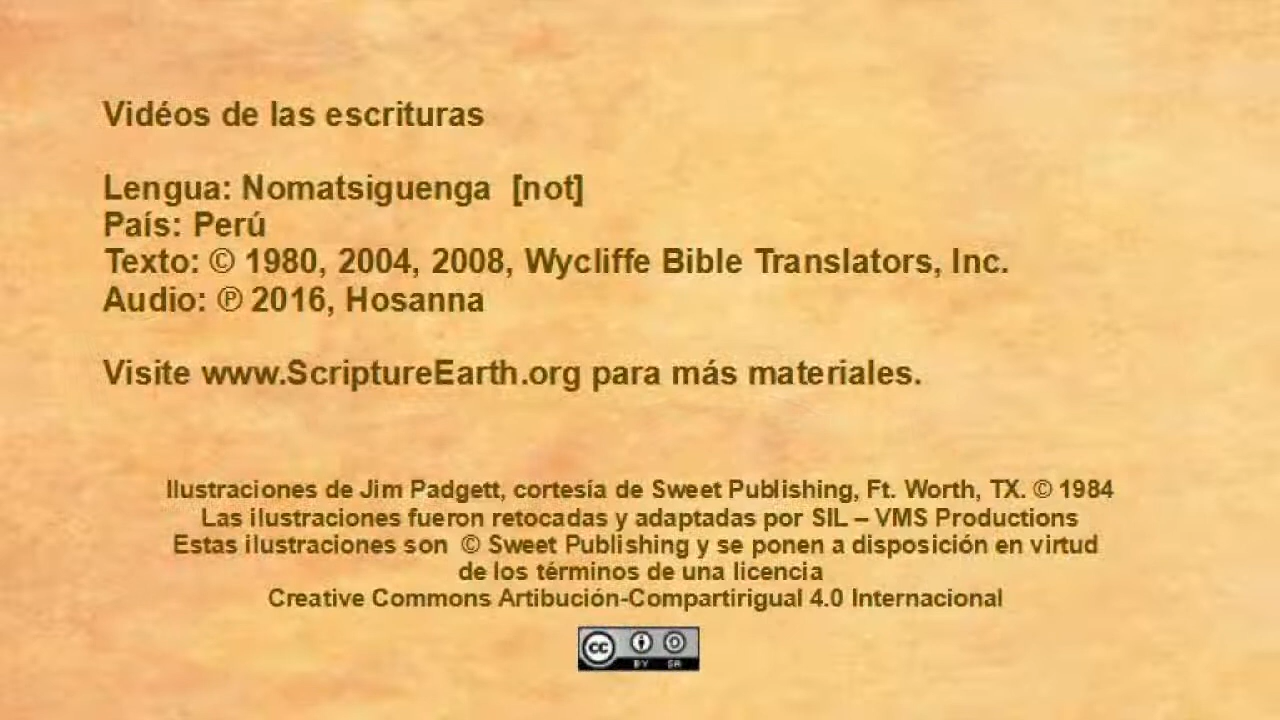 Vidéos de las escrituras
Lengua: Nomatsiguenga [not]
País: Perú
Texto: © 1980, 2004, 2008, Wycliffe Bible Translators, Inc.
Audio: ℗ 2016, Hosanna
Visite www.ScriptureEarth.org para más materiales.
Ilustraciones de Jim Padgett, cortesía de Sweet Publishing, Ft. Worth, TX. © 1984
Las ilustraciones fueron retocadas y adaptadas por SIL – VMS Productions
Estas ilustraciones son © Sweet Publishing y se ponen a disposición en virtud
de los términos de una licencia
Creative Commons Artibución-Compartirigual 4.0 Internacional
cc BY SA